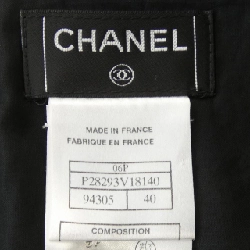 CHANEL
MADE IN FRANCE
FABRIQUE EN FRANCE
06P
P28293V18140
94305 40
COMPOSITION